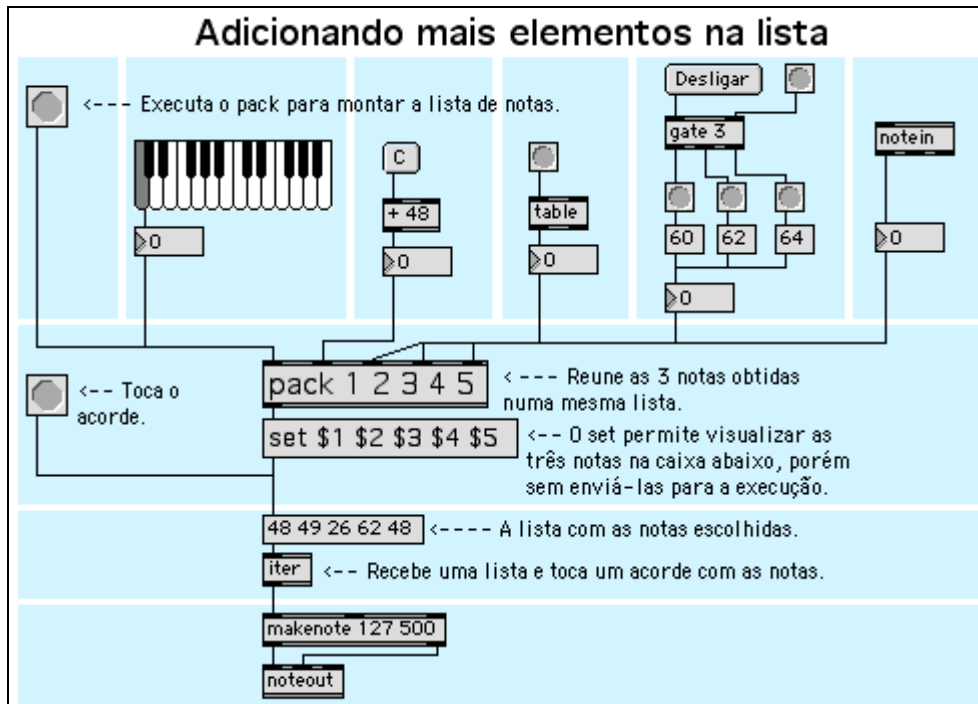 Adicionando mais elementos na lista
<--- Executa o pack para montar a lista de notas.
0
C
+ 48
0
table
0
Desligar
gate 3
60
62
64
0
notein
0
<-- Toca o
acorde.
pack 1 2 3 4 5
<--- Reune as 3 notas obtidas
numa mesma lista.
set $1 $2 $3 $4 $5
<-- O set permite visualizar as
três notas na caixa abaixo, porém
sem enviá-las para a execução.
48 49 26 62 48
<---- A lista com as notas escolhidas.
iter
<-- Recebe uma lista e toca um acorde com as notas.
makenote 127 500
noteout